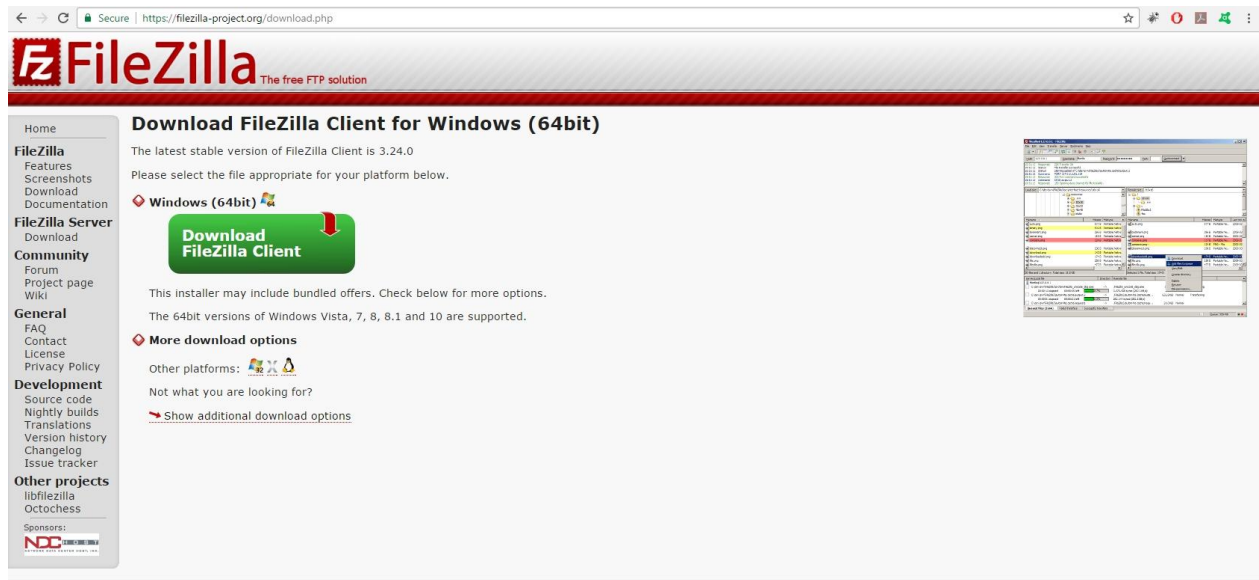 Secure | https://filezilla-project.org/download.php
FileZilla The free FTP solution
Home
FileZilla
Features
Screenshots
Download
Documentation
FileZilla Server
Download
Community
Forum
Project page
Wiki
General
FAQ
Contact
License
Privacy Policy
Development
Source code
Nightly builds
Translations
Version history
Changelog
Issue tracker
Other projects
libfilezilla
Octochess
Sponsors:
NDC HOST
Download FileZilla Client for Windows (64bit)
The latest stable version of FileZilla Client is 3.24.0
Please select the file appropriate for your platform below.
Windows (64bit)
Download
FileZilla Client
This installer may include bundled offers. Check below for more options.
The 64bit versions of Windows Vista, 7, 8, 8.1 and 10 are supported.
More download options
Other platforms:
Not what you are looking for?
Show additional download options